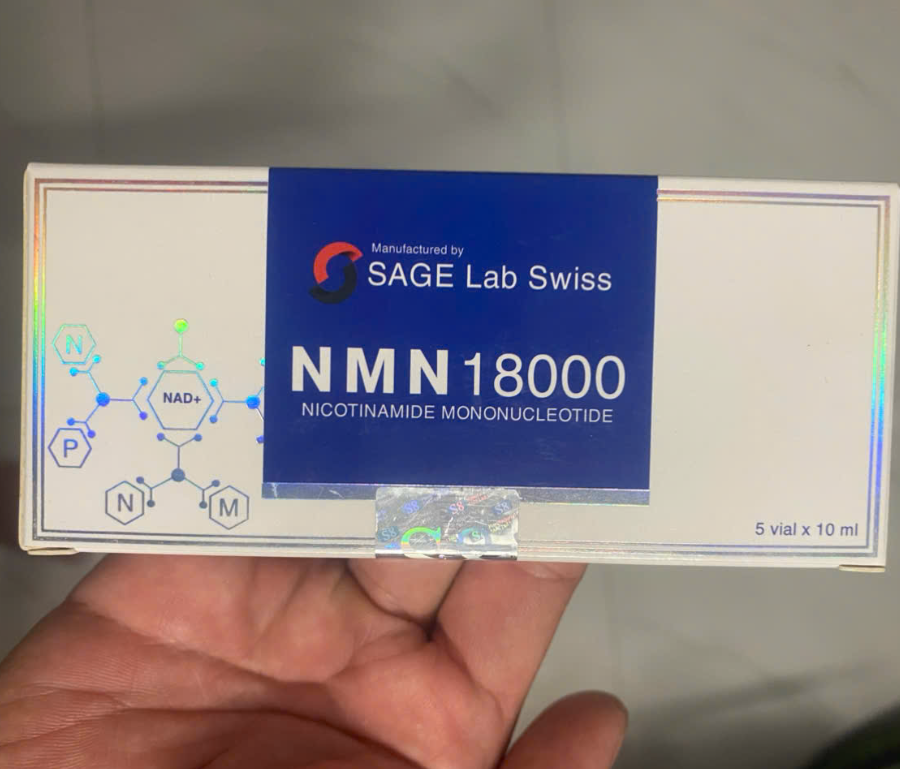 Manufactured by
SAGE Lab Swiss
NMN 18000
NICOTINAMIDE MONONUCLEOTIDE
N
NAD+
P
N
M
5 vial x 10 ml